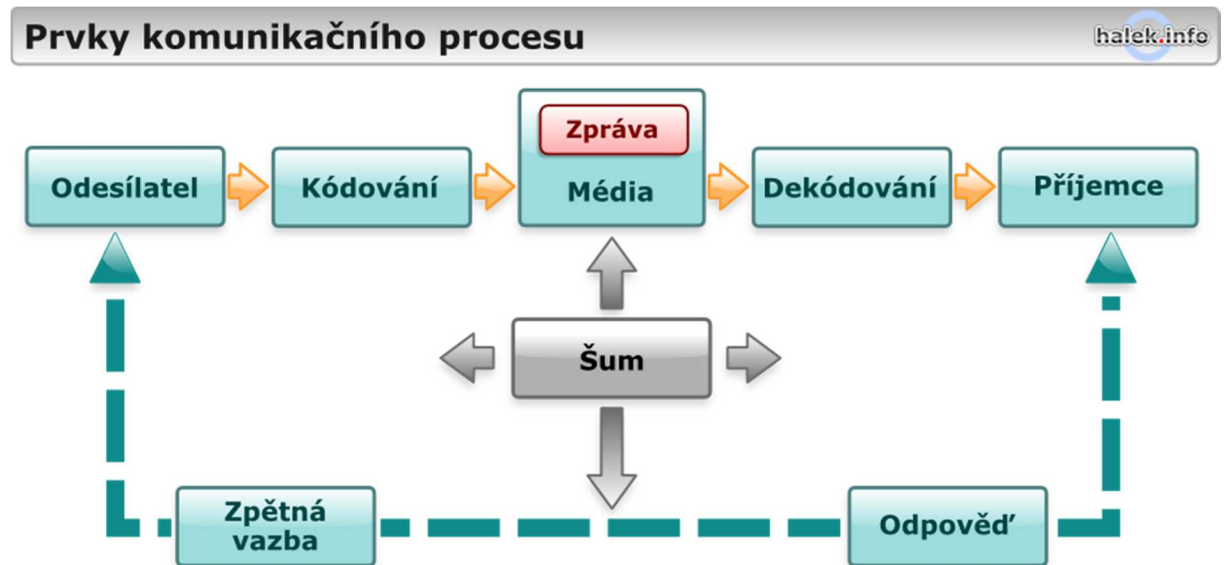 Prvky komunikačního procesu
halek.info
Zpráva
Odesílatel
Kódování
Média
Dekódování
Příjemce
Šum
Zpětná
vazba
Odpověď